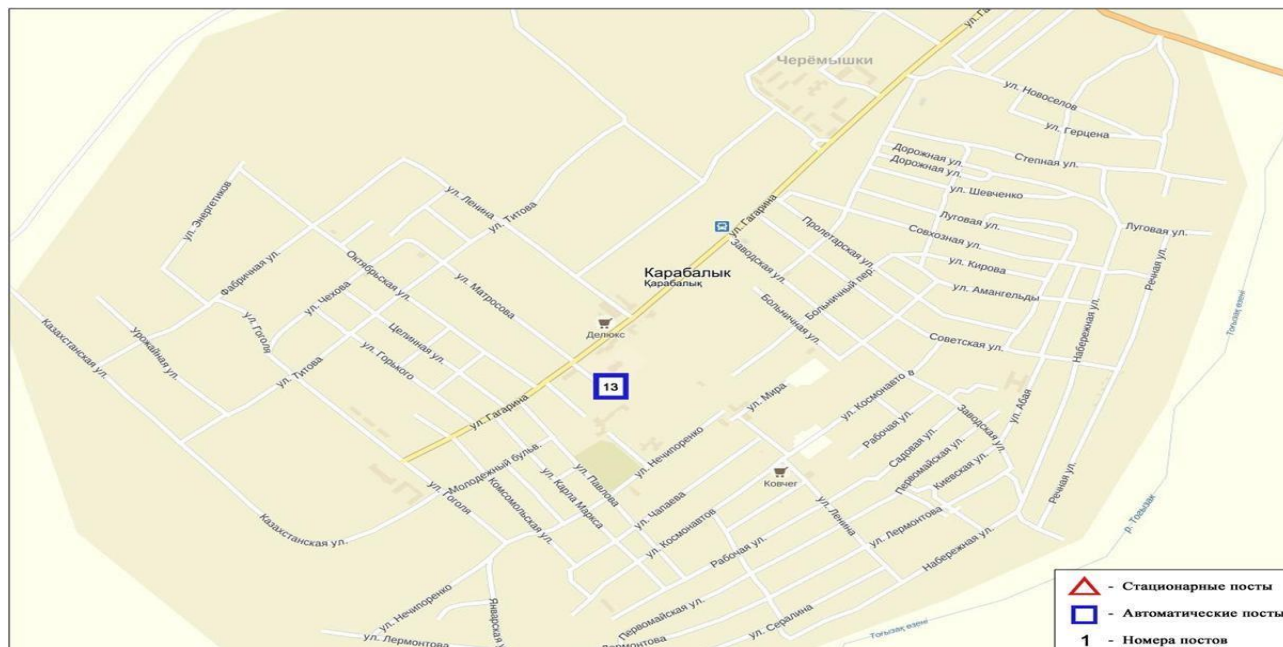 ул. Га
Черёмышки
ул. Новоселов
ул. Герцена
Дорожная ул.
Дорожная ул.
Степная ул.
ул. Шевченко
ул. Энергетиков
ул. Ленина
ул. Титова
ул. Гагарина
Пролетарская ул.
Луговая ул.
Совхозная ул.
Луговая ул.
Заводская ул.
ул. Кирова
Речная ул.
Фабричная ул.
Октябрьская ул.
Карабалык
Қарабалық
Больничный пер.
ул. Амангельды
ул. Чехова
ул. Матросова
Больничная ул.
Набережная ул.
Тоғызақ өзені
Казахстанская ул.
Урожайная ул.
ул. Гоголя
Целинная ул.
Делюкс
Советская ул.
ул. Горького
ул. Титова
13
ул. Гагарина
ул. Мира
ул. Космонавто в
Заводская ул.
ул. Абая
Рабочая ул.
Садовая ул.
Молодежный бульв.
ул. Нечипоренко
Первомайская ул.
Киевская ул.
Речная ул.
Ковчег
ул. Гоголя
Комсомольская ул.
ул. Карла Маркса
ул. Павлова
ул. Чапаева
ул. Ленина
р. Тогызак
Казахстанская ул.
ул. Космонавтов
ул. Лермонтова
Рабочая ул.
Набережная ул.
ул. Нечипоренко
Январская у
Первомайская ул.
ул. Сералина
Тоғызақ өзені
ул. Лермонтова
Лермонтова
- Стационарные посты
- Автоматические посты
1 - Номера постов